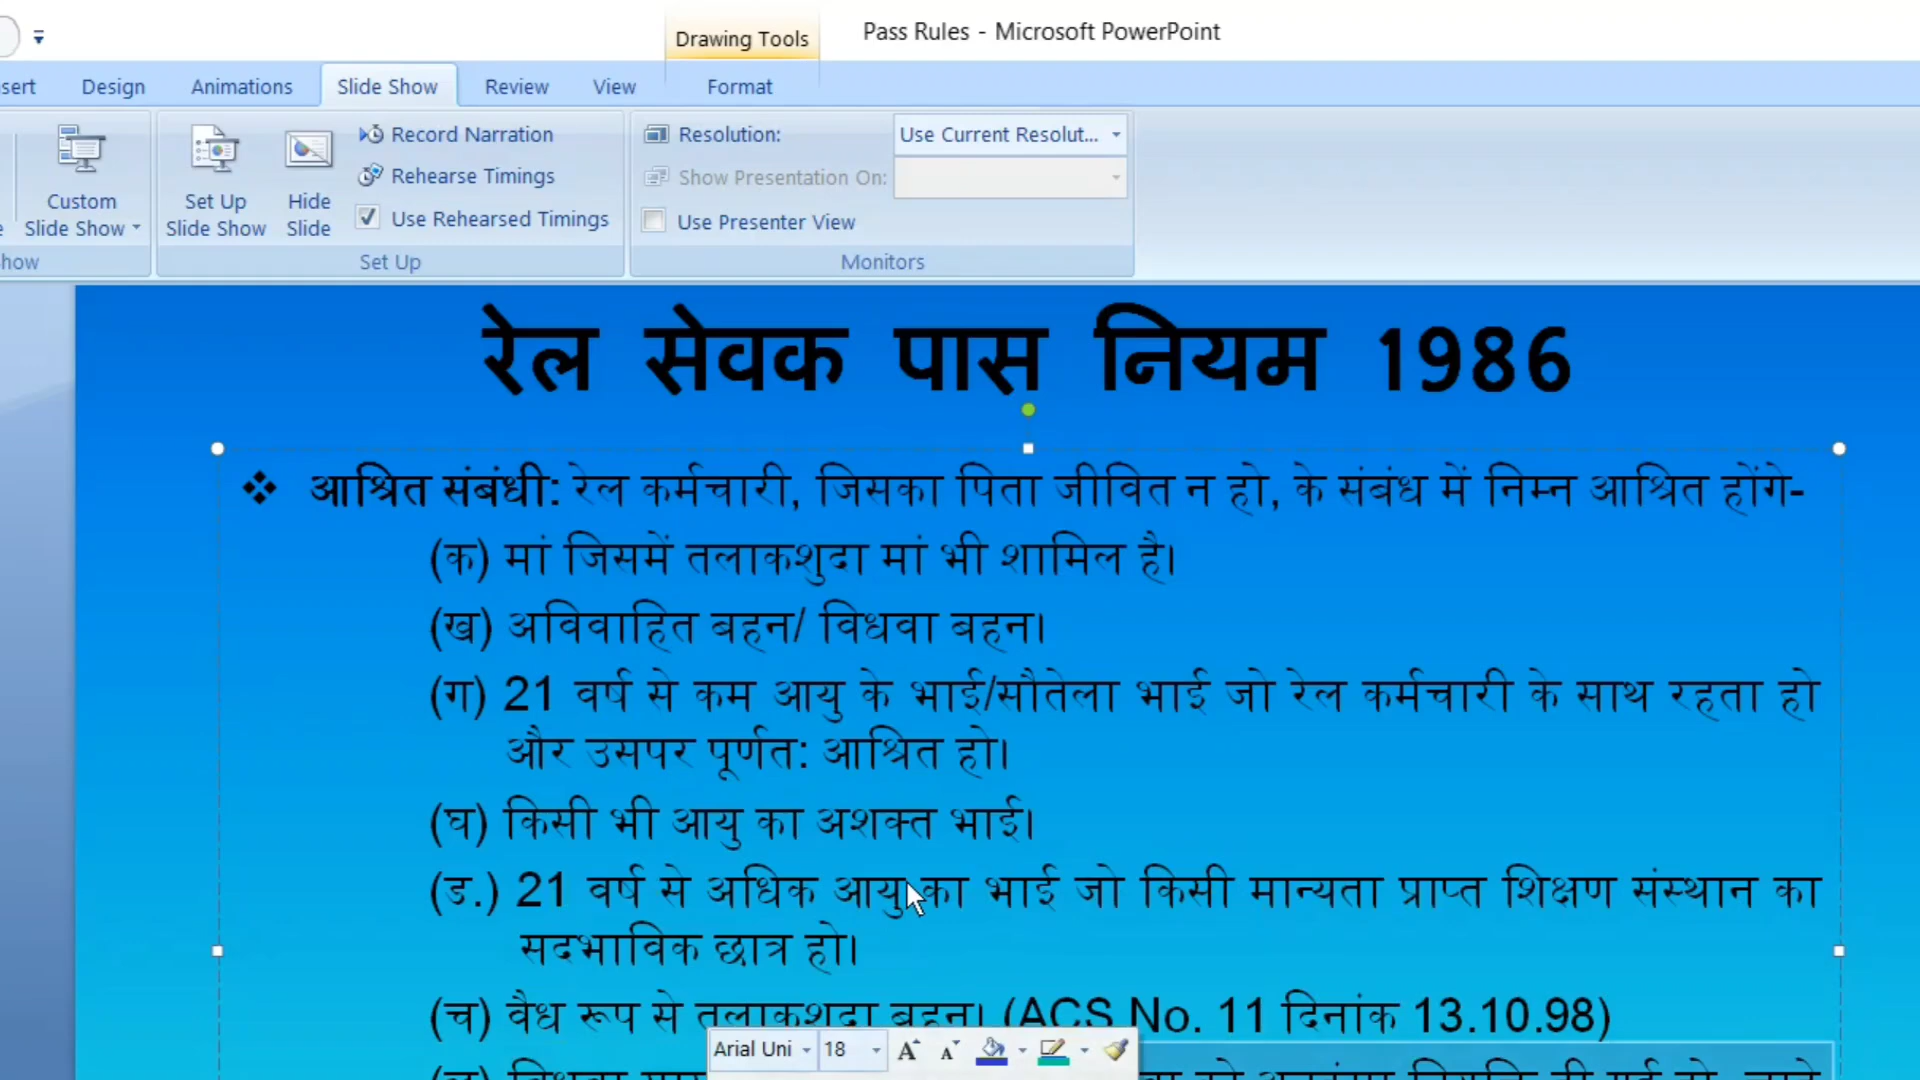 Drawing Tools
Pass Rules - Microsoft PowerPoint
sert Design Animations Slide Show Review View Format
Custom Slide Show
Set Up Slide Show
Hide Slide
Record Narration
Rehearse Timings
Use Rehearsed Timings
Resolution: Use Current Resolut...
Show Presentation On:
Use Presenter View
how Set Up Monitors
रेल सेवक पास नियम 1986
❖ आश्रित संबंधी: रेल कर्मचारी, जिसका पिता जीवित न हो, के संबंध में निम्न आश्रित होंगे-
(क) मां जिसमें तलाकशुदा मां भी शामिल है।
(ख) अविवाहित बहन/ विधवा बहन।
(ग) 21 वर्ष से कम आयु के भाई/सौतेला भाई जो रेल कर्मचारी के साथ रहता हो
और उसपर पूर्णत: आश्रित हो।
(घ) किसी भी आयु का अशक्त भाई।
(ड.) 21 वर्ष से अधिक आयु का भाई जो किसी मान्यता प्राप्त शिक्षण संस्थान का
सदभाविक छात्र हो।
(च) वैध रूप से तलाकशुदा बहन। (ACS No. 11 दिनांक 13.10.98)
Arial Uni 18